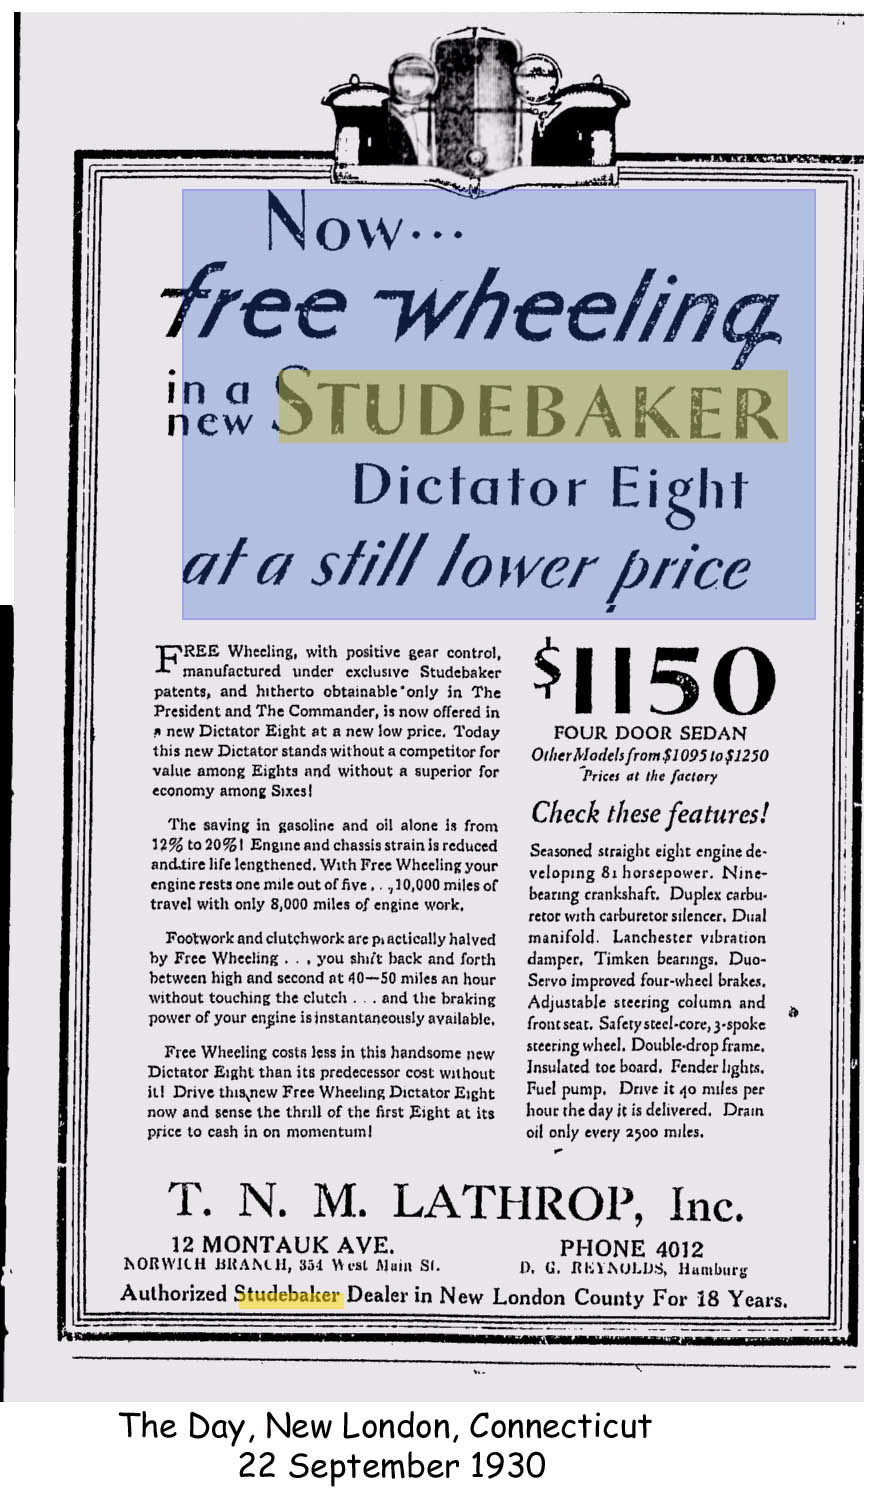 Now...
free wheeling
in a new STUDEBAKER
Dictator Eight
at a still lower price
FREE Wheeling, with positive gear control,
manufactured under exclusive Studebaker
patents, and hitherto obtainable only in The
President and The Commander, is now offered in
a new Dictator Eight at a new low price. Today
this new Dictator stands without a competitor for
value among Eights and without a superior for
economy among Sixes!
The saving in gasoline and oil alone is from
12% to 20%! Engine and chassis strain is reduced
and tire life lengthened. With Free Wheeling your
engine rests one mile out of five . . , 10,000 miles of
travel with only 8,000 miles of engine work.
Footwork and clutchwork are practically halved
by Free Wheeling . . . you shift back and forth
between high and second at 40—50 miles an hour
without touching the clutch . . . and the braking
power of your engine is instantaneously available.
Free Wheeling costs less in this handsome new
Dictator Eight than its predecessor cost without
it! Drive this new Free Wheeling Dictator Eight
now and sense the thrill of the first Eight at its
price to cash in on momentum!
$1150
FOUR DOOR SEDAN
Other Models from $1095 to $1250
Prices at the factory
Check these features!
Seasoned straight eight engine de-
veloping 81 horsepower. Nine-
bearing crankshaft. Duplex carbu-
retor with carburetor silencer. Dual
manifold. Lanchester vibration
damper. Timken bearings. Duo-
Servo improved four-wheel brakes.
Adjustable steering column and
front seat. Safety steel-core, 3-spoke
steering wheel. Double-drop frame.
Insulated toe board. Fender lights.
Fuel pump. Drive it 40 miles per
hour the day it is delivered. Drain
oil only every 2500 miles.
T. N. M. LATHROP, Inc.
12 MONTAUK AVE. PHONE 4012
NORWICH BRANCH, 354 West Main St. D. G. REYNOLDS, Hamburg
Authorized Studebaker Dealer in New London County For 18 Years.
The Day, New London, Connecticut
22 September 1930